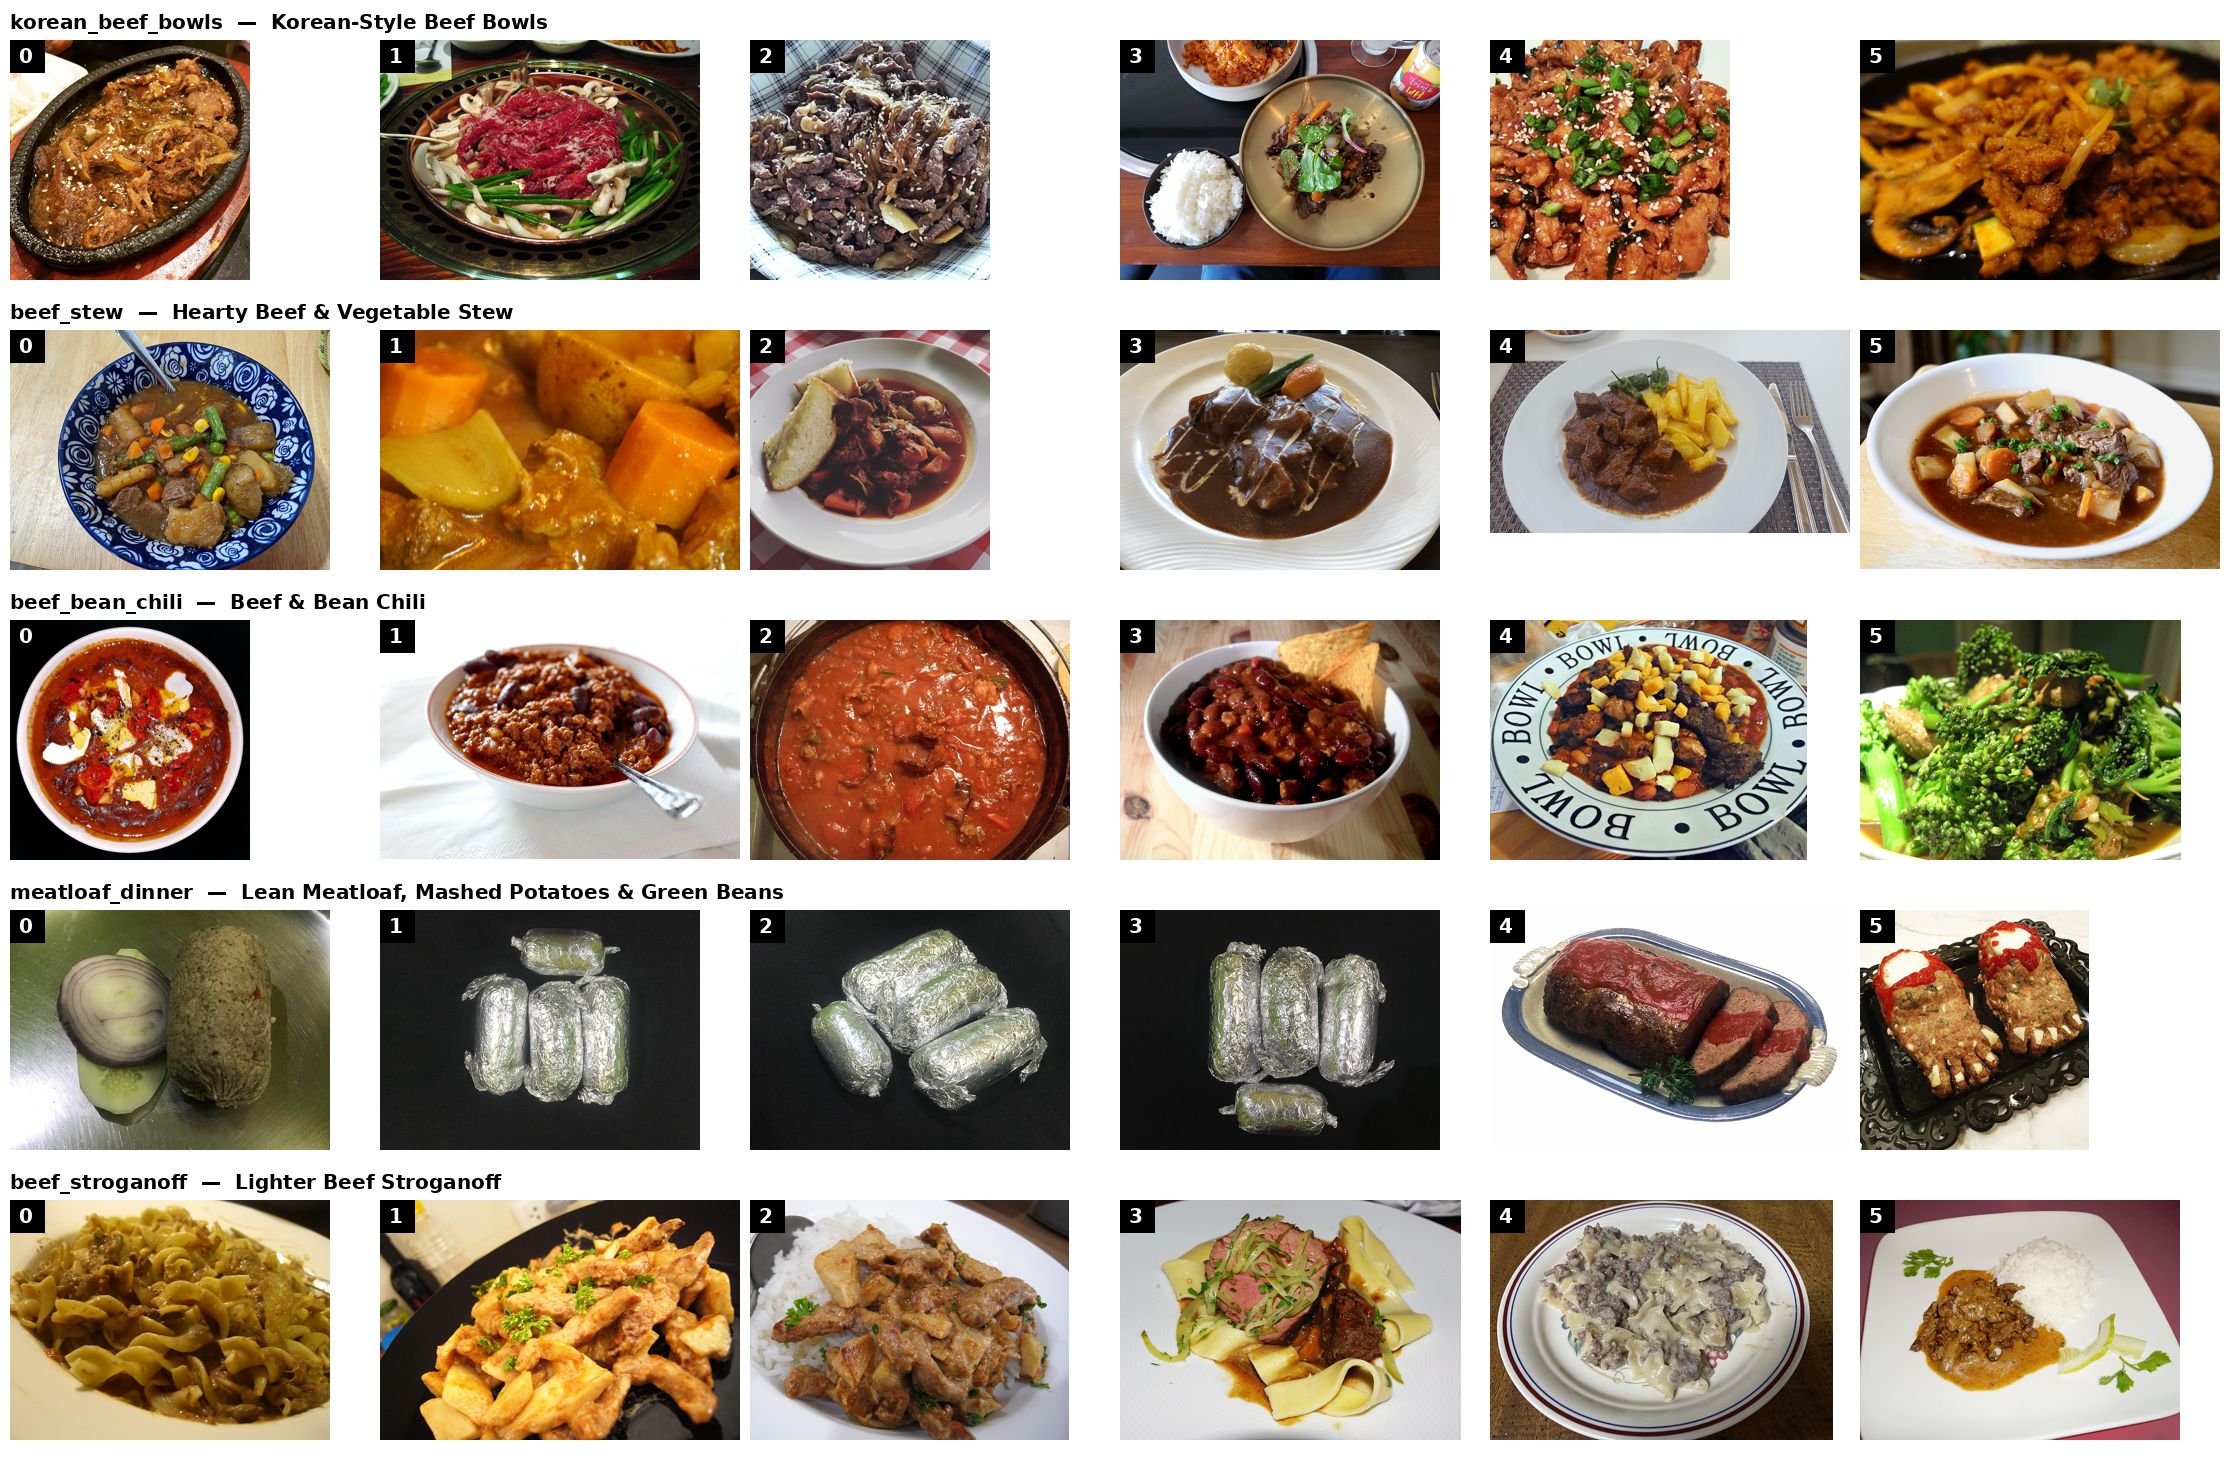 korean_beef_bowls — Korean-Style Beef Bowls
0 1 2 3 4 5
beef_stew — Hearty Beef & Vegetable Stew
0 1 2 3 4 5
beef_bean_chili — Beef & Bean Chili
0 1 2 3 4 5
BOWL • BOWL • BOWL • BOWL • BOWL •
meatloaf_dinner — Lean Meatloaf, Mashed Potatoes & Green Beans
0 1 2 3 4 5
beef_stroganoff — Lighter Beef Stroganoff
0 1 2 3 4 5